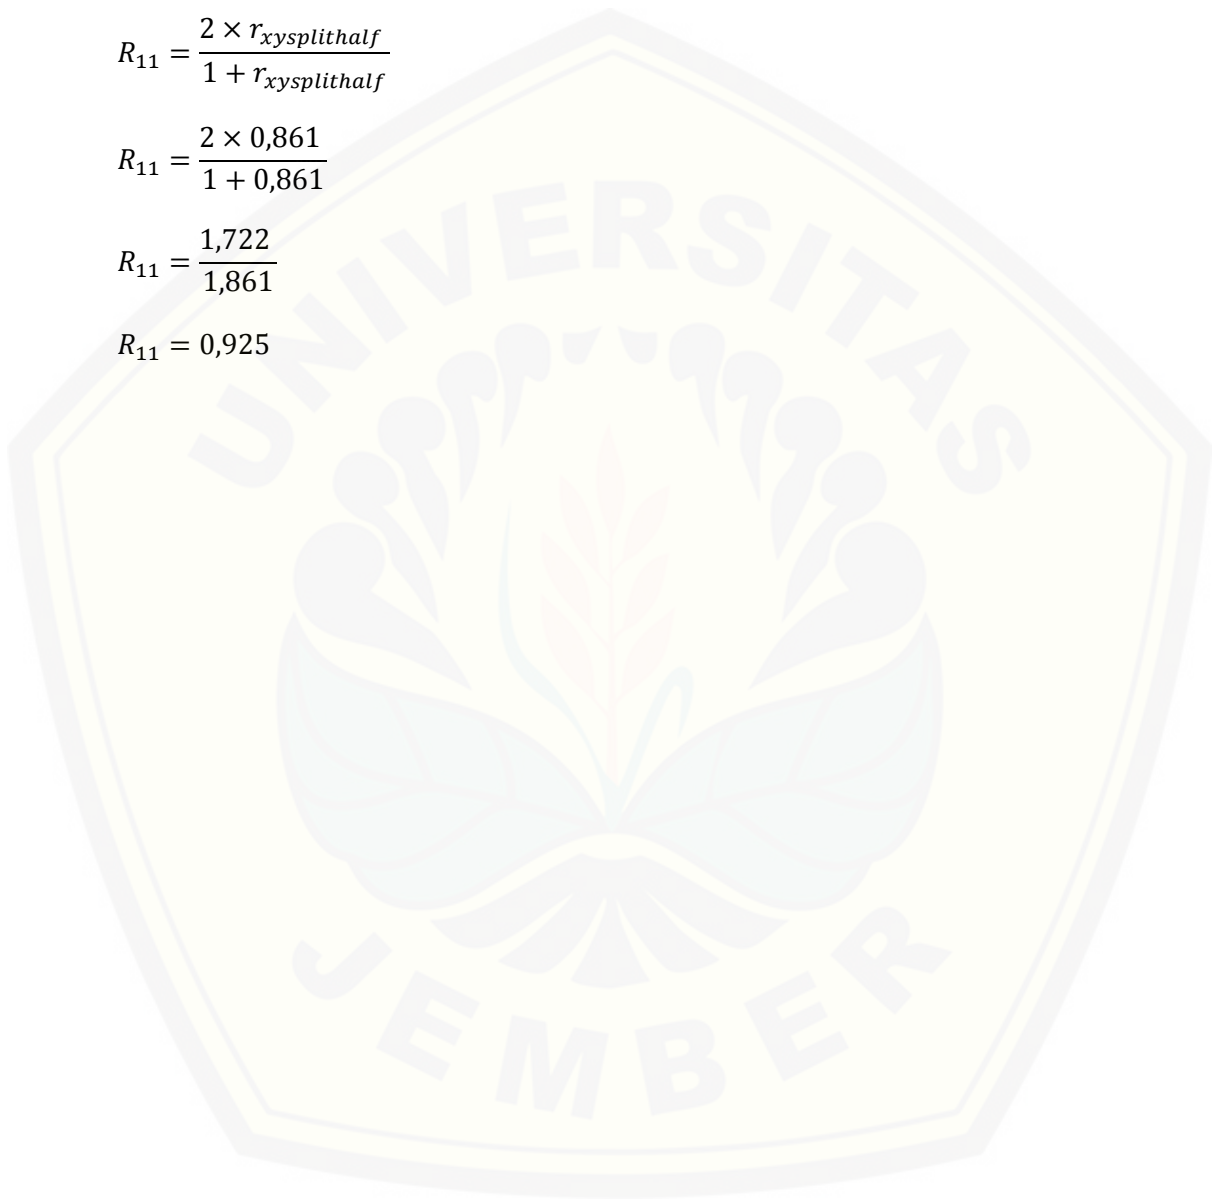 R₁₁ = (2 × r_xysplithalf) / (1 + r_xysplithalf)
R₁₁ = (2 × 0,861) / (1 + 0,861)
R₁₁ = 1,722 / 1,861
R₁₁ = 0,925
UNIVERSITAS
JEMBER